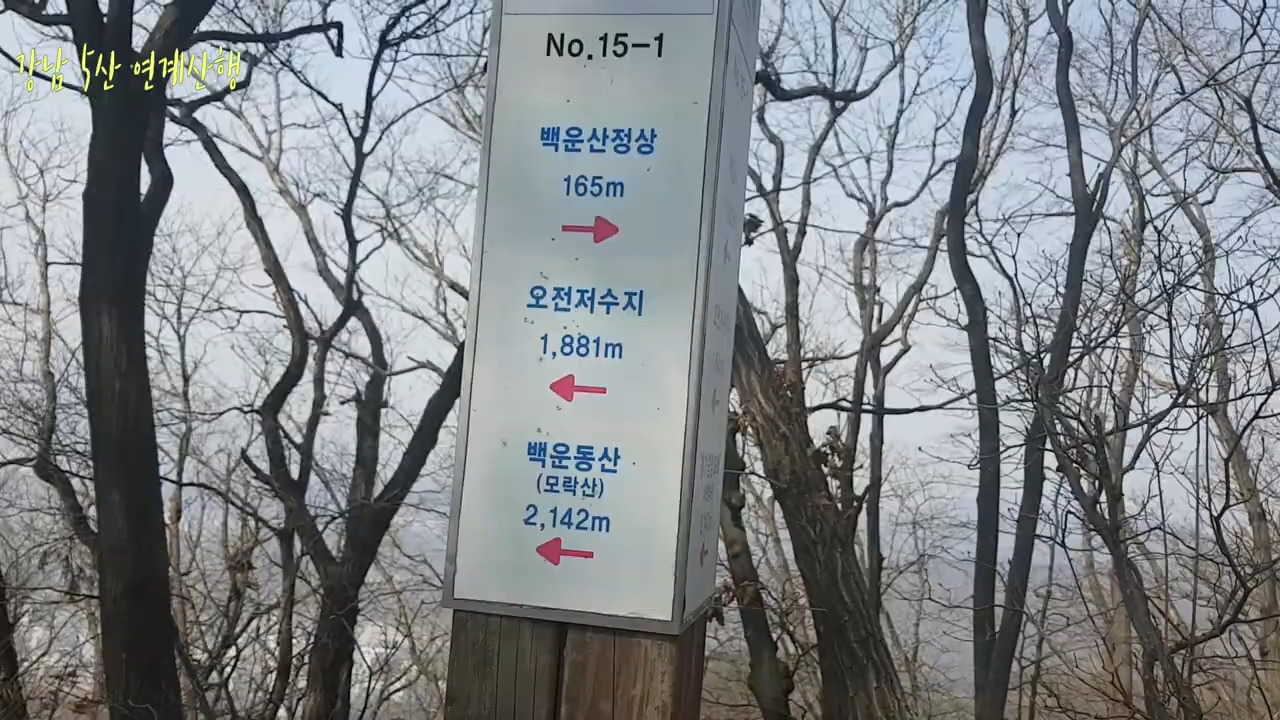 강남 5산 연계산행
No.15-1
백운산정상
165m
오전저수지
1,881m
백운동산
(모락산)
2,142m